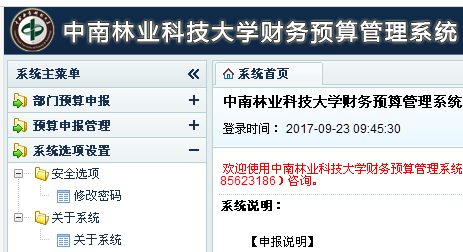 中南林业科技大学财务预算管理系统
系统主菜单
部门预算申报
预算申报管理
系统选项设置
安全选项
修改密码
关于系统
关于系统
系统首页
中南林业科技大学财务预算管理系统
登录时间： 2017-09-23 09:45:30
欢迎使用中南林业科技大学财务预算管理系统
85623186）咨询。
系统说明：
【申报说明】